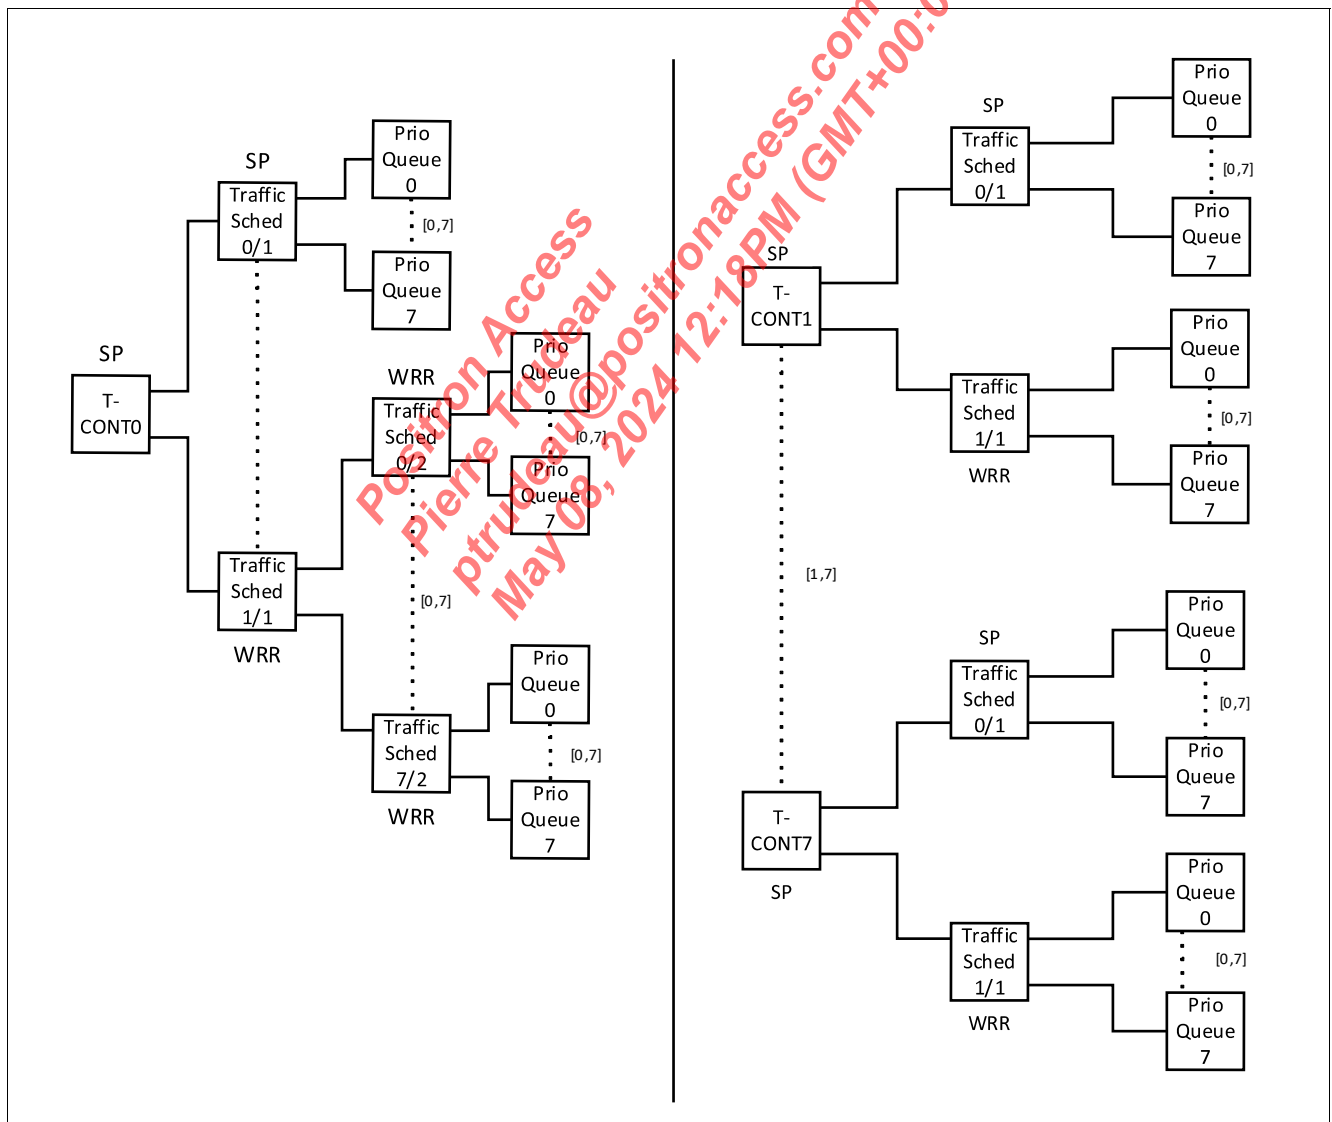 SP
T-
CONT0
SP
Traffic
Sched
0/1
Prio
Queue
0
[0,7]
Prio
Queue
7
Traffic
Sched
1/1
WRR
WRR
Traffic
Sched
0/2
Prio
Queue
0
[0,7]
Prio
Queue
7
[0,7]
Traffic
Sched
7/2
WRR
Prio
Queue
0
[0,7]
Prio
Queue
7
SP
T-
CONT1
SP
Traffic
Sched
0/1
Prio
Queue
0
[0,7]
Prio
Queue
7
Traffic
Sched
1/1
WRR
Prio
Queue
0
[0,7]
Prio
Queue
7
[1,7]
T-
CONT7
SP
SP
Traffic
Sched
0/1
Prio
Queue
0
[0,7]
Prio
Queue
7
Traffic
Sched
1/1
WRR
Prio
Queue
0
[0,7]
Prio
Queue
7
Positron Access
Pierre Trudeau
ptrudeau@positronaccess.com
May 08, 2024 12:18PM (GMT+00:0